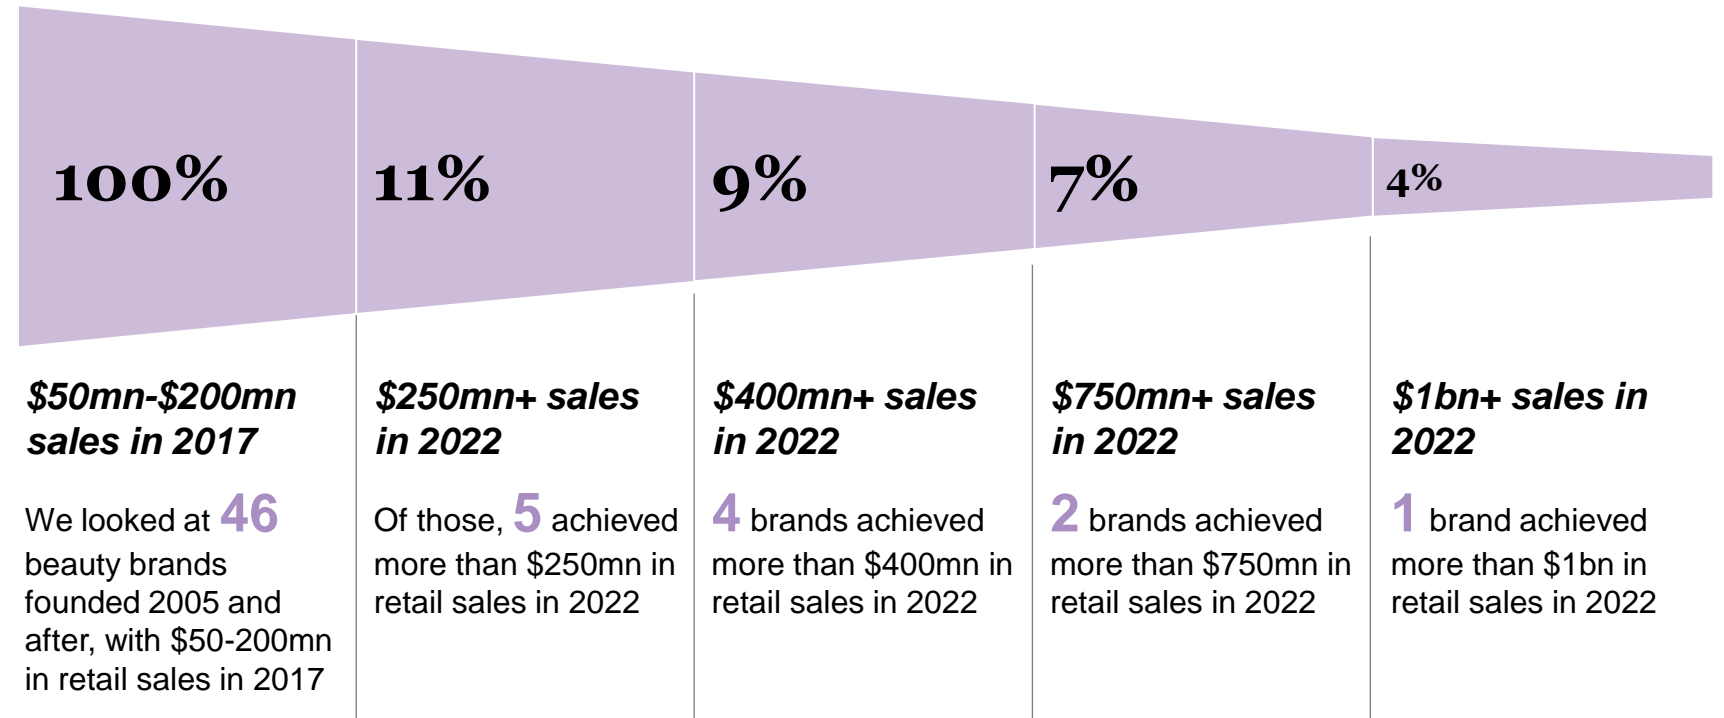 100%
11%
9%
7%
4%
$50mn-$200mn
sales in 2017
We looked at 46
beauty brands
founded 2005 and
after, with $50-200mn
in retail sales in 2017
$250mn+ sales
in 2022
Of those, 5 achieved
more than $250mn in
retail sales in 2022
$400mn+ sales
in 2022
4 brands achieved
more than $400mn in
retail sales in 2022
$750mn+ sales
in 2022
2 brands achieved
more than $750mn in
retail sales in 2022
$1bn+ sales in
2022
1 brand achieved
more than $1bn in
retail sales in 2022